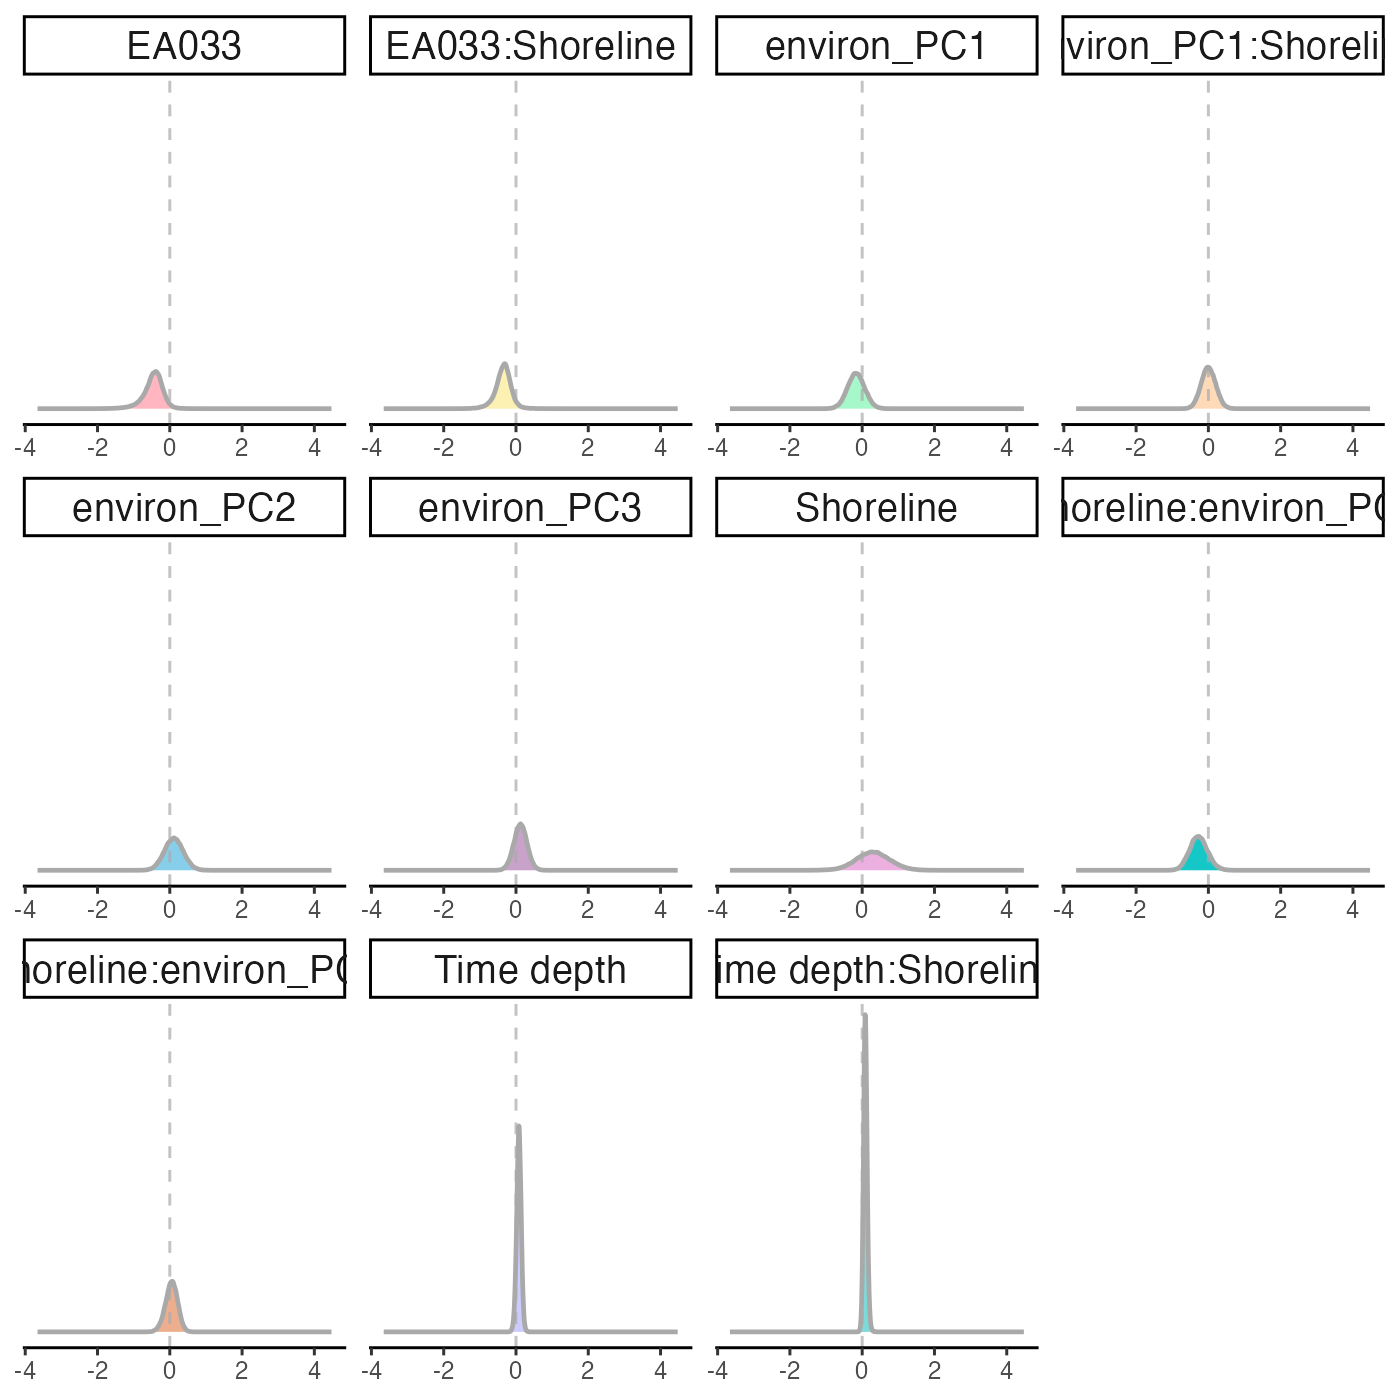 EA033
EA033:Shoreline
environ_PC1
viron_PC1:Shoreli
-4 -2 0 2 4
-4 -2 0 2 4
-4 -2 0 2 4
-4 -2 0 2 4
environ_PC2
environ_PC3
Shoreline
horeline:environ_PC
-4 -2 0 2 4
-4 -2 0 2 4
-4 -2 0 2 4
-4 -2 0 2 4
horeline:environ_PC
Time depth
ime depth:Shorelin
-4 -2 0 2 4
-4 -2 0 2 4
-4 -2 0 2 4